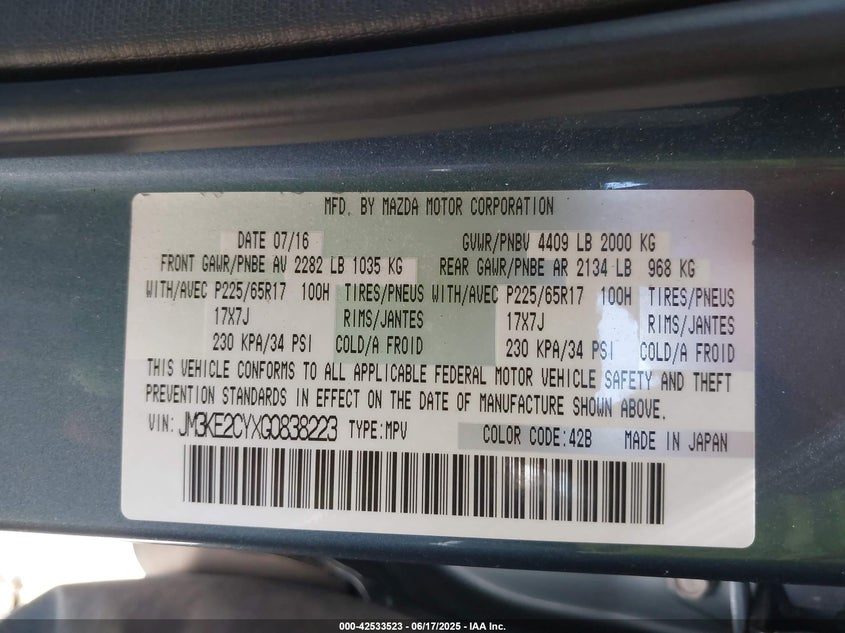 MFD. BY MAZDA MOTOR CORPORATION
DATE 07/16 GVWR/PNBV 4409 LB 2000 KG
FRONT GAWR/PNBE AV 2282 LB 1035 KG REAR GAWR/PNBE AR 2134 LB 968 KG
WITH/AVEC P225/65R17 100H TIRES/PNEUS WITH/AVEC P225/65R17 100H TIRES/PNEUS
17X7J RIMS/JANTES 17X7J RIMS/JANTES
230 KPA/34 PSI COLD/A FROID 230 KPA/34 PSI COLD/A FROID
THIS VEHICLE CONFORMS TO ALL APPLICABLE FEDERAL MOTOR VEHICLE SAFETY AND THEFT
PREVENTION STANDARDS IN EFFECT ON THE DATE OF MANUFACTURE SHOWN ABOVE.
VIN: JM3KE2CYXG0838223 TYPE:MPV COLOR CODE:42B MADE IN JAPAN
000-42533523 - 06/17/2025 - IAA Inc.